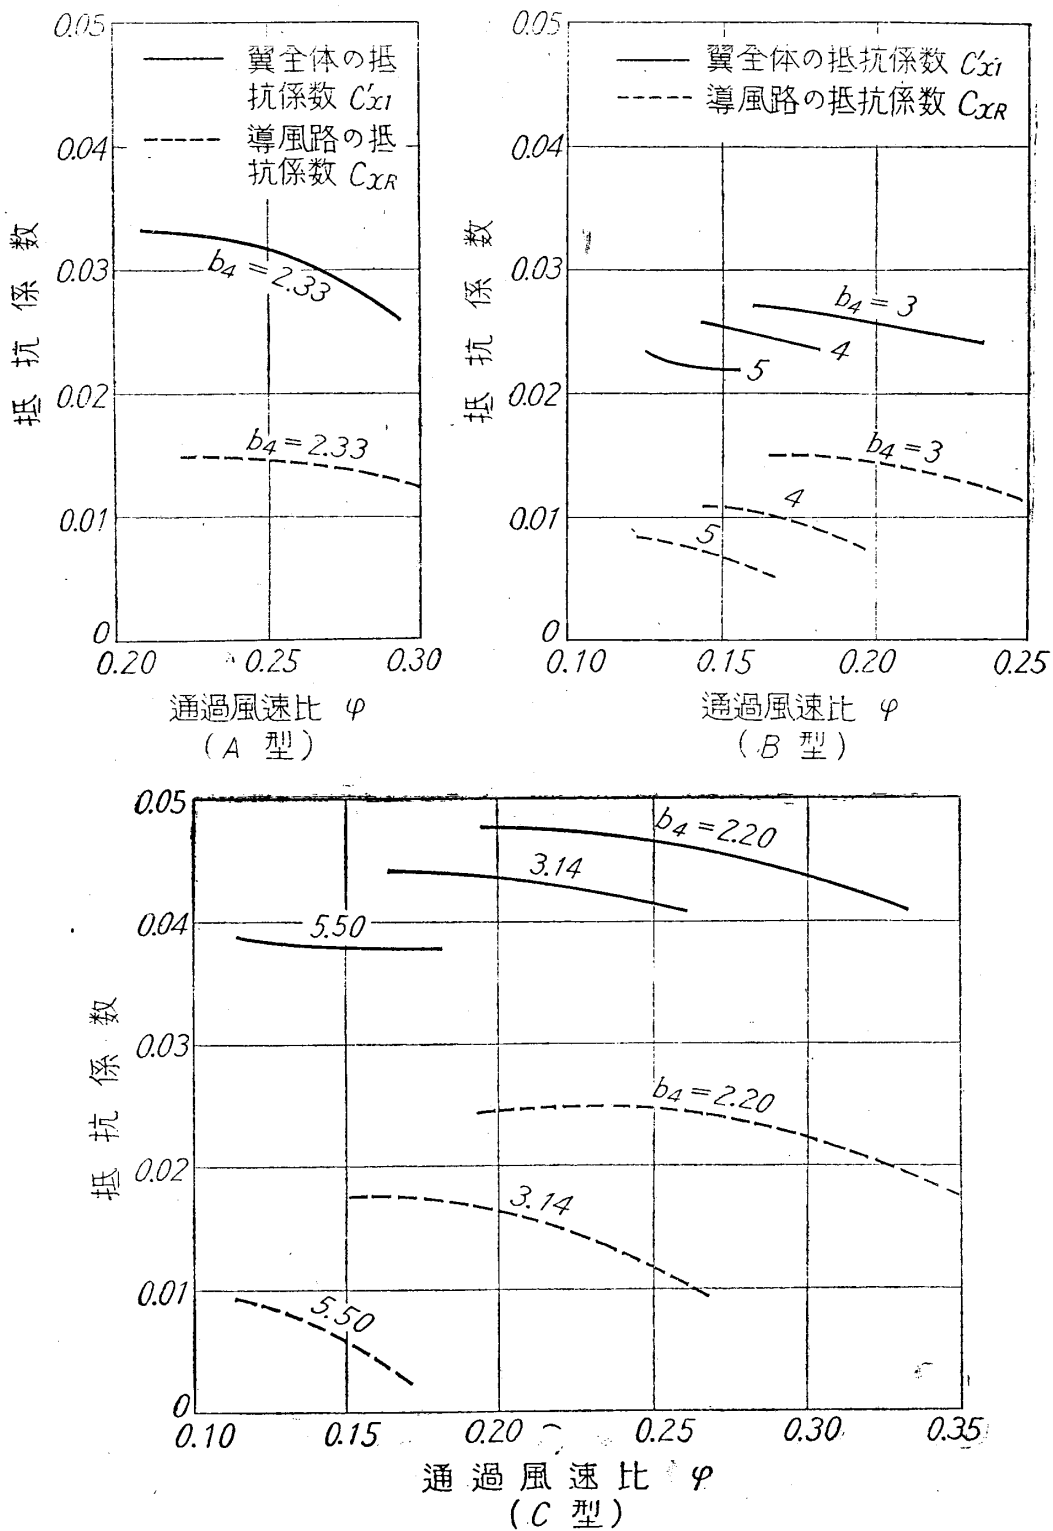 0.05
0.04
0.03
0.02
0.01
0
抵抗係数
翼全体の抵
抗係数 C'x1
導風路の抵
抗係数 CxR
b4 = 2.33
b4 = 2.33
0.20 0.25 0.30
通過風速比 φ
(A 型)
0.05
0.04
0.03
0.02
0.01
0
抵抗係数
翼全体の抵抗係数 C'x1
導風路の抵抗係数 CxR
b4 = 3
4
5
b4 = 3
4
5
0.10 0.15 0.20 0.25
通過風速比 φ
(B 型)
0.05
0.04
0.03
0.02
0.01
0
抵抗係数
b4 = 2.20
3.14
5.50
b4 = 2.20
3.14
5.50
0.10 0.15 0.20 0.25 0.30 0.35
通過風速比 φ
(C 型)